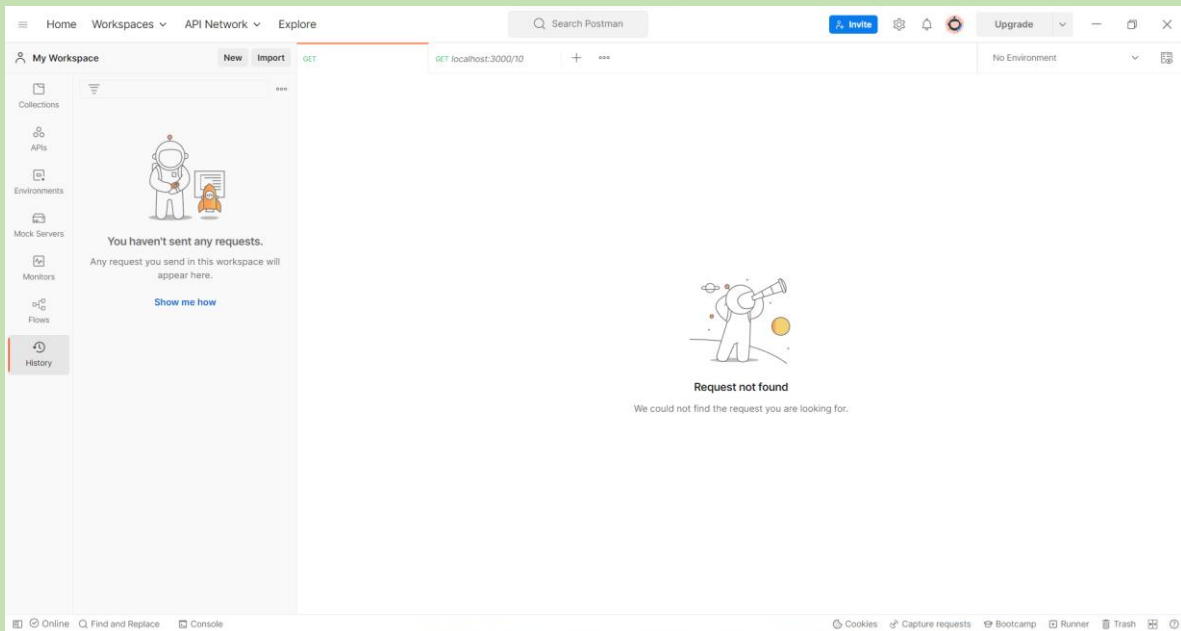 Home Workspaces API Network Explore Search Postman Invite Upgrade
My Workspace New Import GET GET localhost:3000/10 No Environment
Collections
APIs
Environments
Mock Servers
Monitors
Flows
History
You haven't sent any requests.
Any request you send in this workspace will
appear here.
Show me how
Request not found
We could not find the request you are looking for.
Online Find and Replace Console Cookies Capture requests Bootcamp Runner Trash